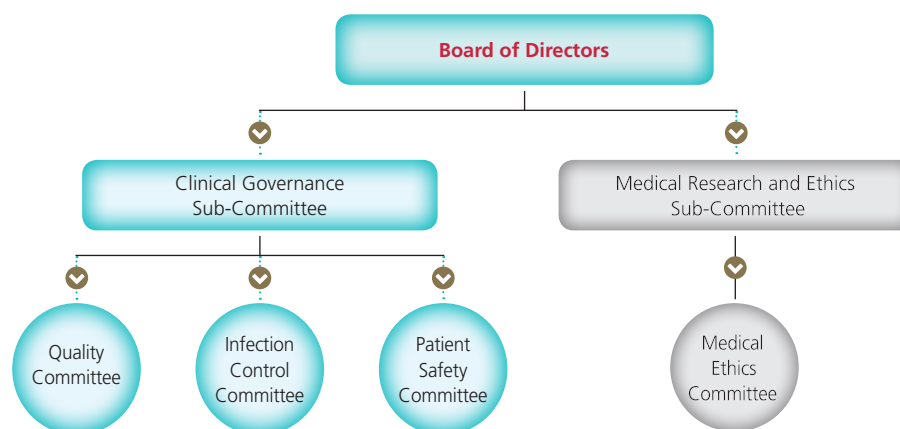 Board of Directors
Clinical Governance
Sub-Committee
Medical Research and Ethics
Sub-Committee
Quality
Committee
Infection
Control
Committee
Patient
Safety
Committee
Medical
Ethics
Committee